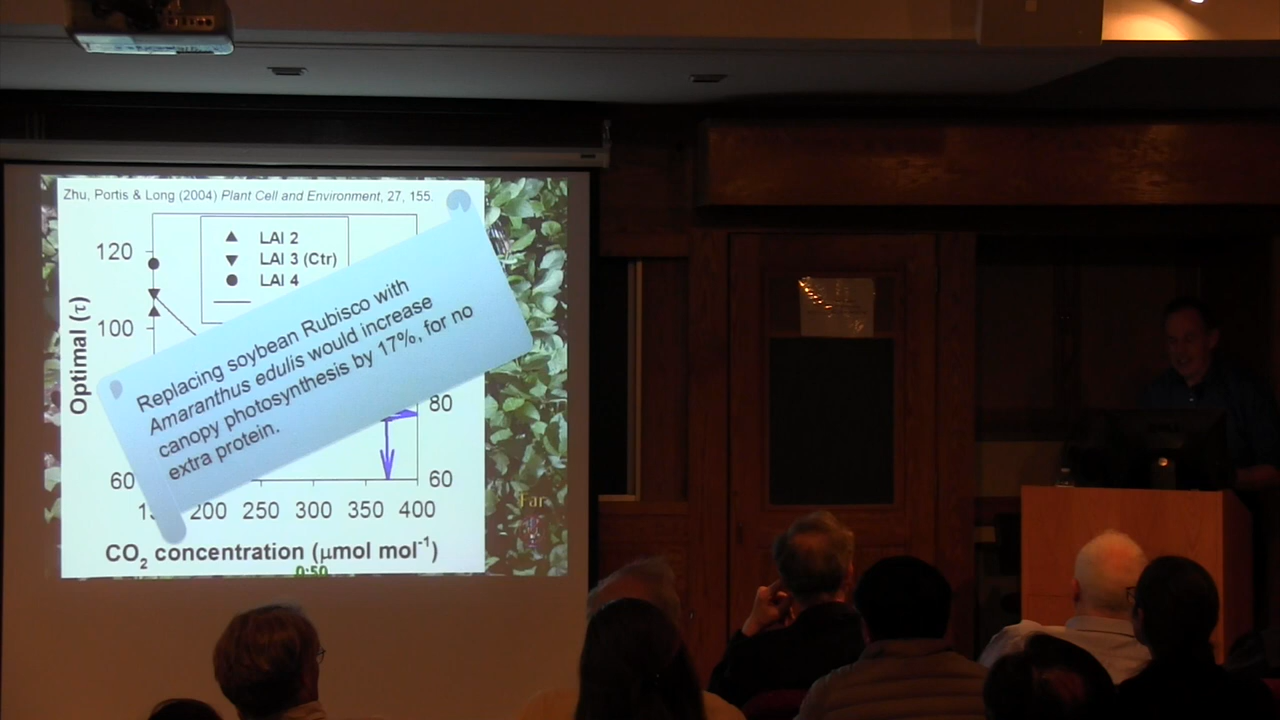 Zhu, Portis & Long (2004) Plant Cell and Environment, 27, 155.
LAI 2
LAI 3 (Ctr)
LAI 4
120
100
60
Optimal (τ)
Replacing soybean Rubisco with
Amaranthus edulis would increase
canopy photosynthesis by 17%, for no
extra protein.
80
60
200 250 300 350 400
CO2 concentration (μmol mol-1)
0:50
Far